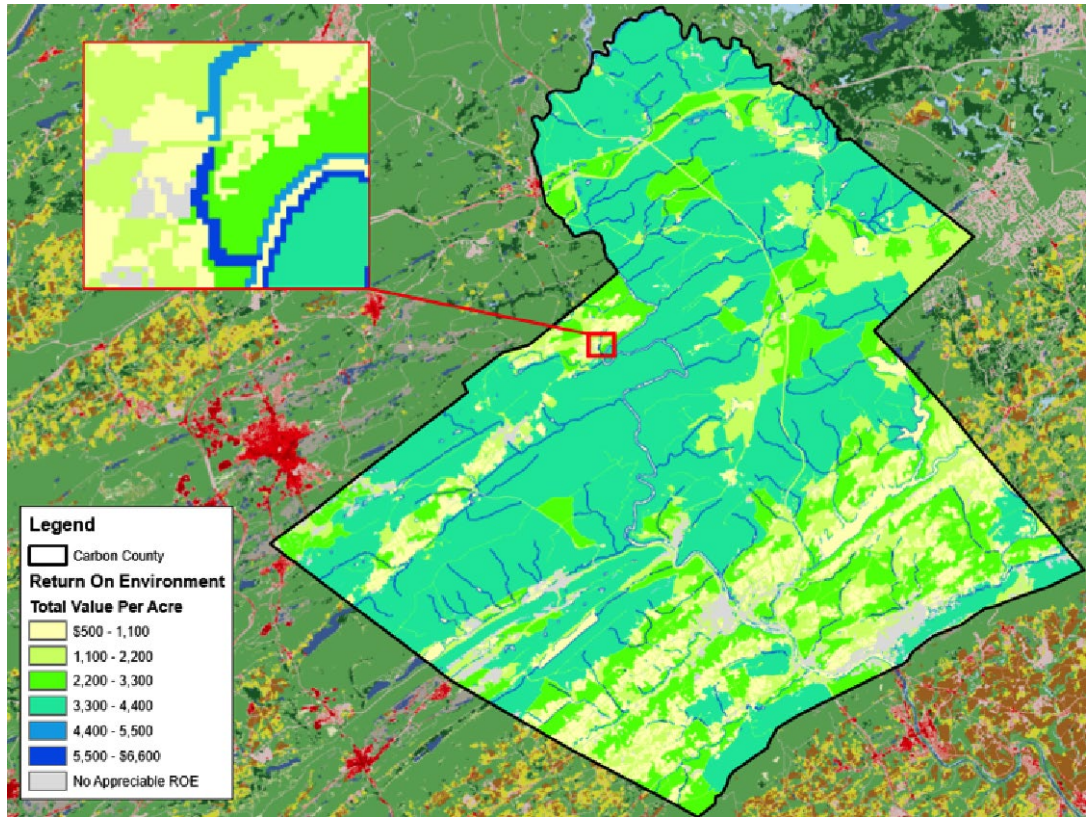 Legend
Carbon County
Return On Environment
Total Value Per Acre
$500 - 1,100
1,100 - 2,200
2,200 - 3,300
3,300 - 4,400
4,400 - 5,500
5,500 - $6,600
No Appreciable ROE